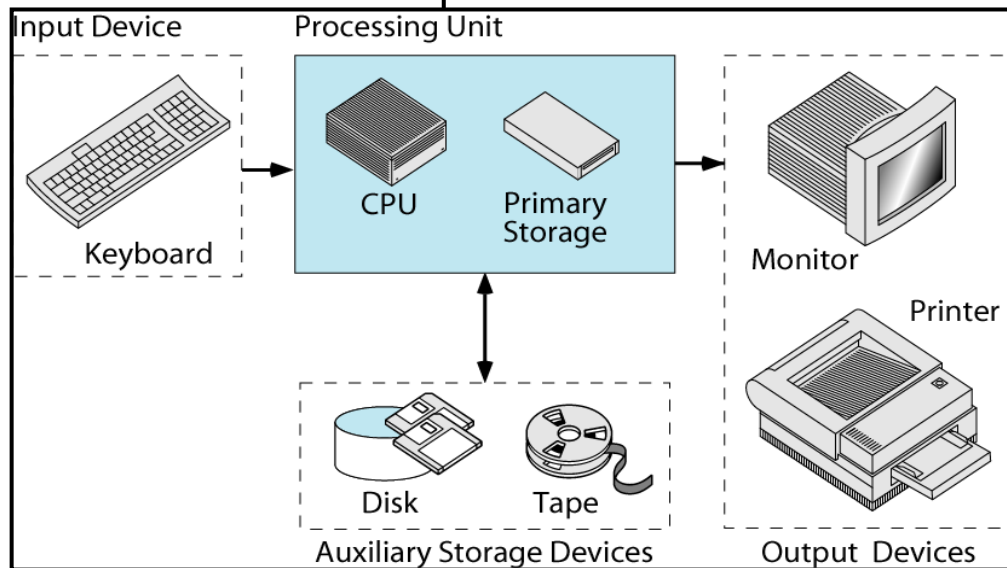 Input Device
Processing Unit
Keyboard
CPU
Primary
Storage
Monitor
Printer
Disk
Tape
Auxiliary Storage Devices
Output Devices